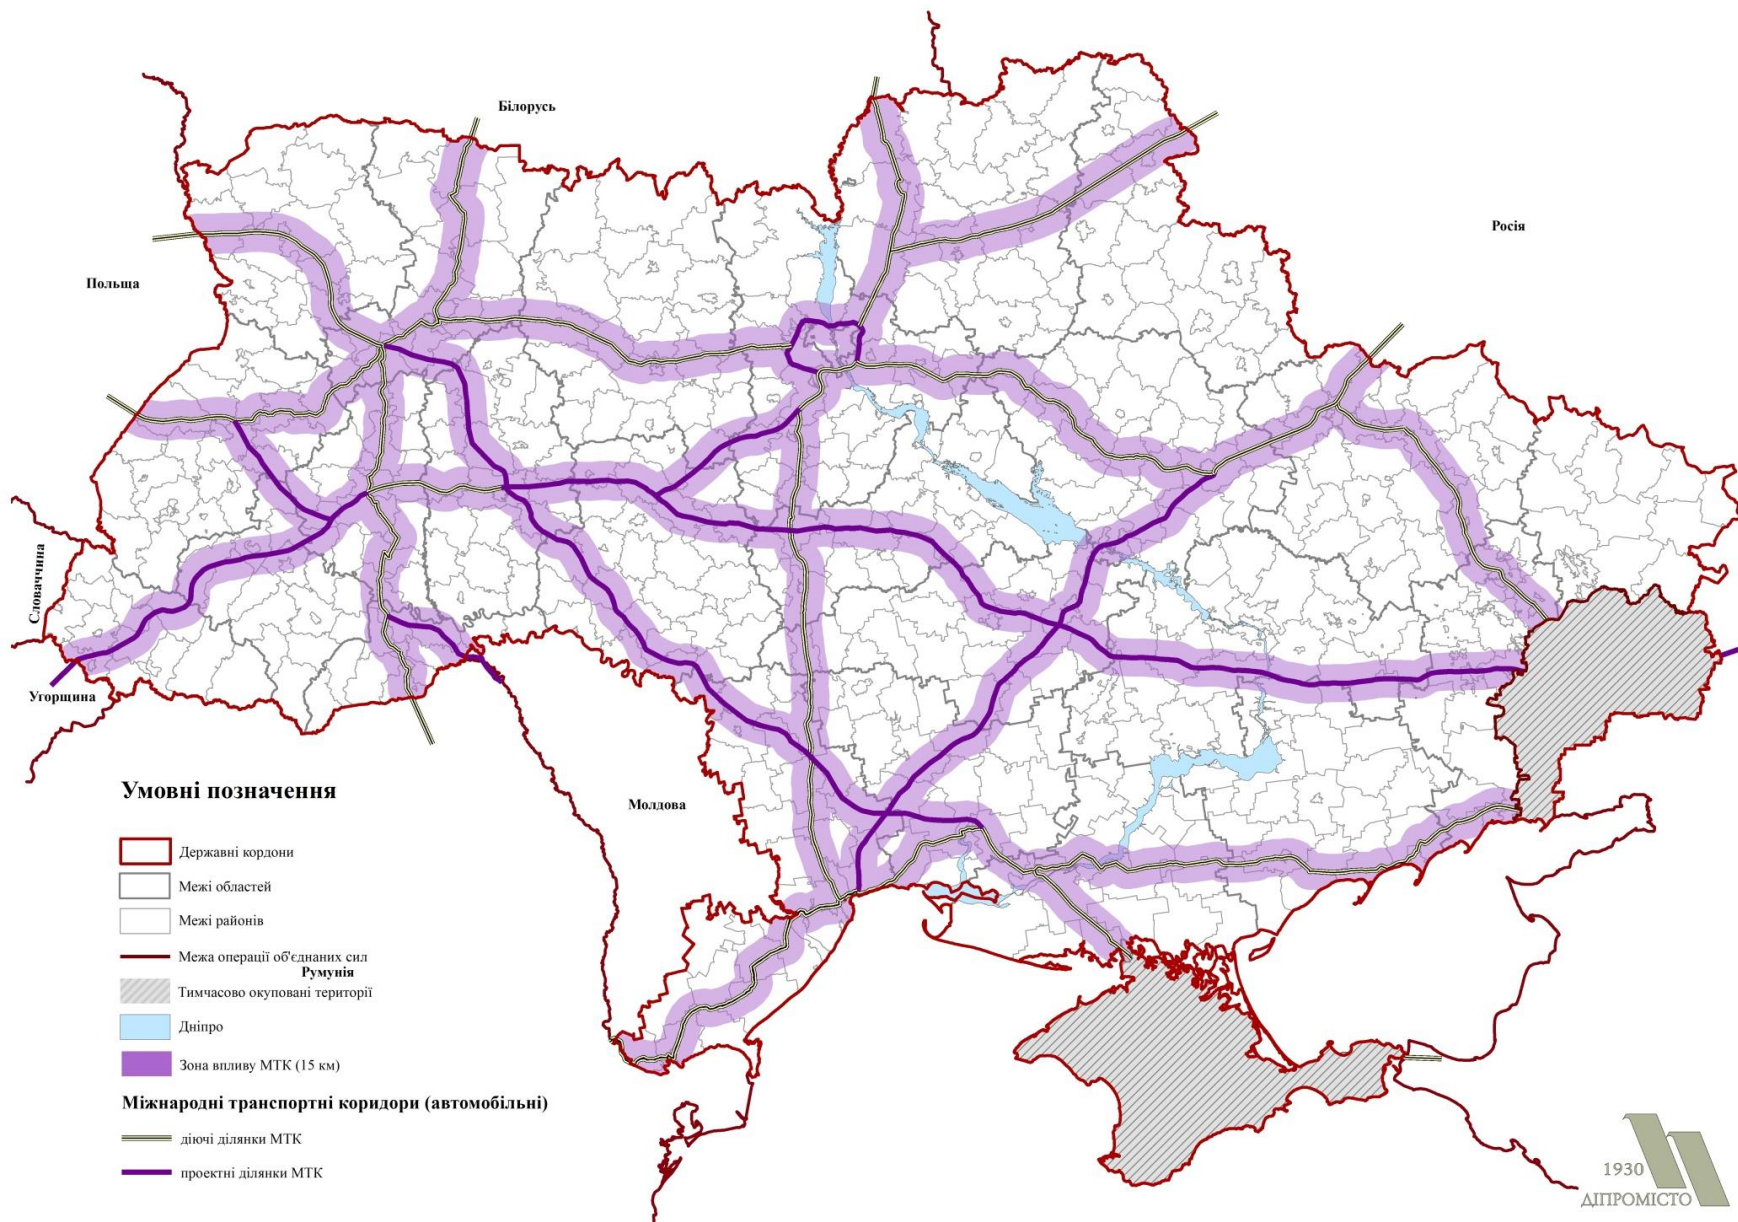 Білорусь
Росія
Польща
Словаччина
Угорщина
Молдова
Умовні позначення
Державні кордони
Межі областей
Межі районів
Межа операції об'єднаних сил
Румунія
Тимчасово окуповані території
Дніпро
Зона впливу МТК (15 км)
Міжнародні транспортні коридори (автомобільні)
діючі ділянки МТК
проектні ділянки МТК
1930
ДІПРОМІСТО